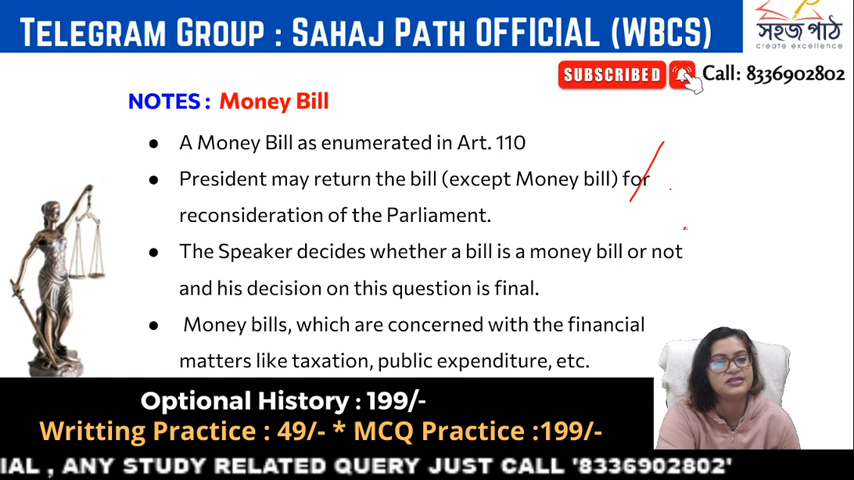 TELEGRAM GROUP : SAHAJ PATH OFFICIAL (WBCS)
সহজ পাঠ
create excellence
SUBSCRIBED
Call: 8336902802
NOTES : Money Bill
● A Money Bill as enumerated in Art. 110
● President may return the bill (except Money bill) for
reconsideration of the Parliament.
● The Speaker decides whether a bill is a money bill or not
and his decision on this question is final.
● Money bills, which are concerned with the financial
matters like taxation, public expenditure, etc.
Optional History : 199/-
Writting Practice : 49/- * MCQ Practice :199/-
IAL , ANY STUDY RELATED QUERY JUST CALL '8336902802'